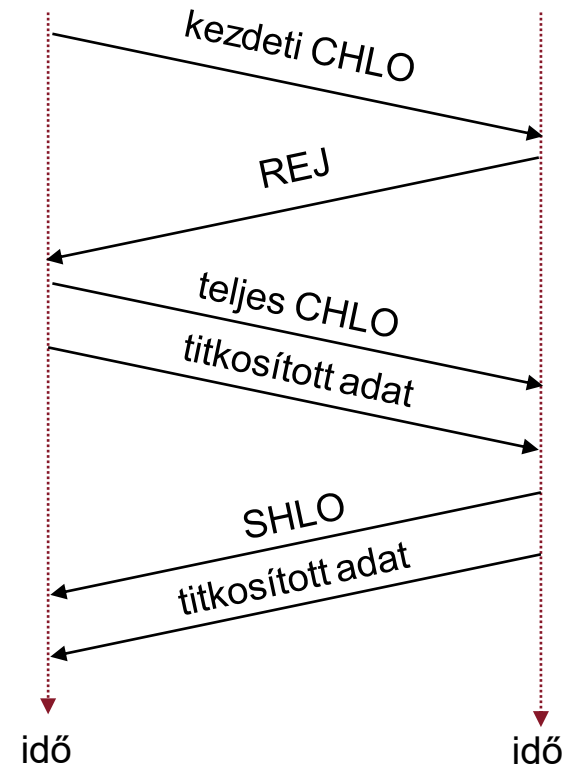 kezdeti CHLO
REJ
teljes CHLO
titkosított adat
SHLO
titkosított adat
idő
idő